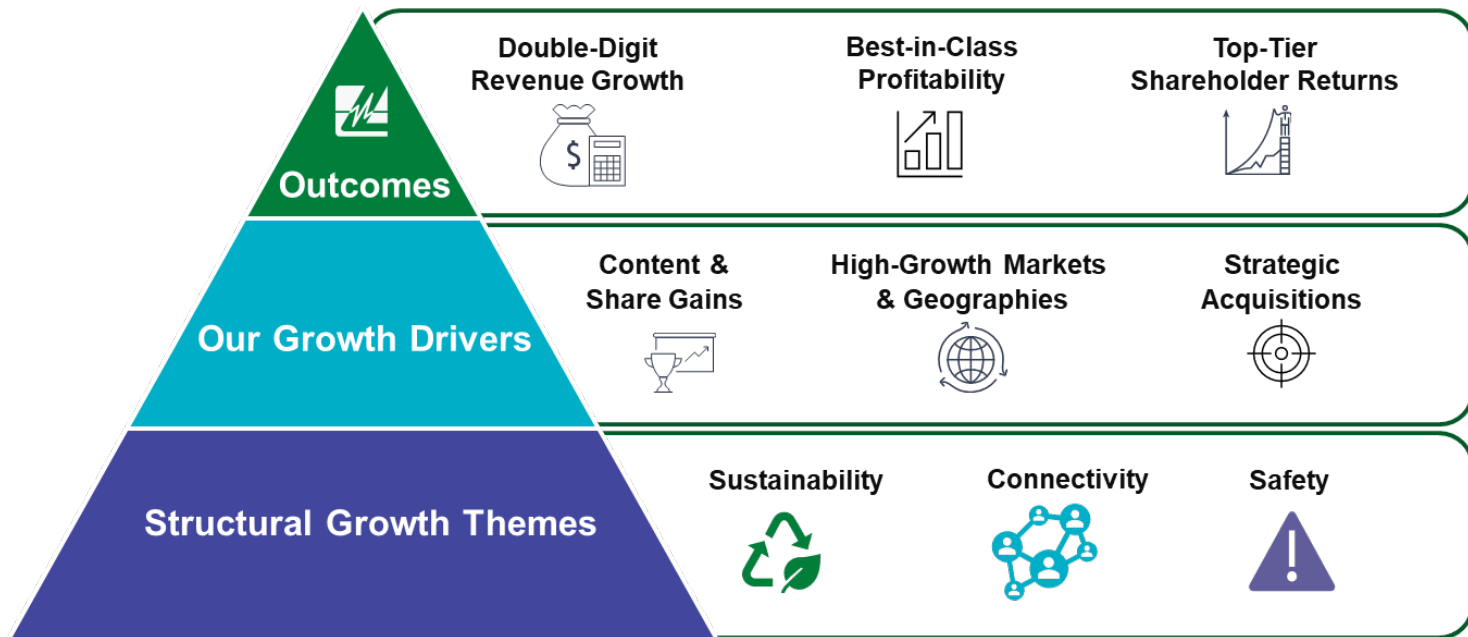 Double-Digit
Revenue Growth
Best-in-Class
Profitability
Top-Tier
Shareholder Returns
$
Outcomes
Content &
Share Gains
High-Growth Markets
& Geographies
Strategic
Acquisitions
Our Growth Drivers
Sustainability
Connectivity
Safety
Structural Growth Themes